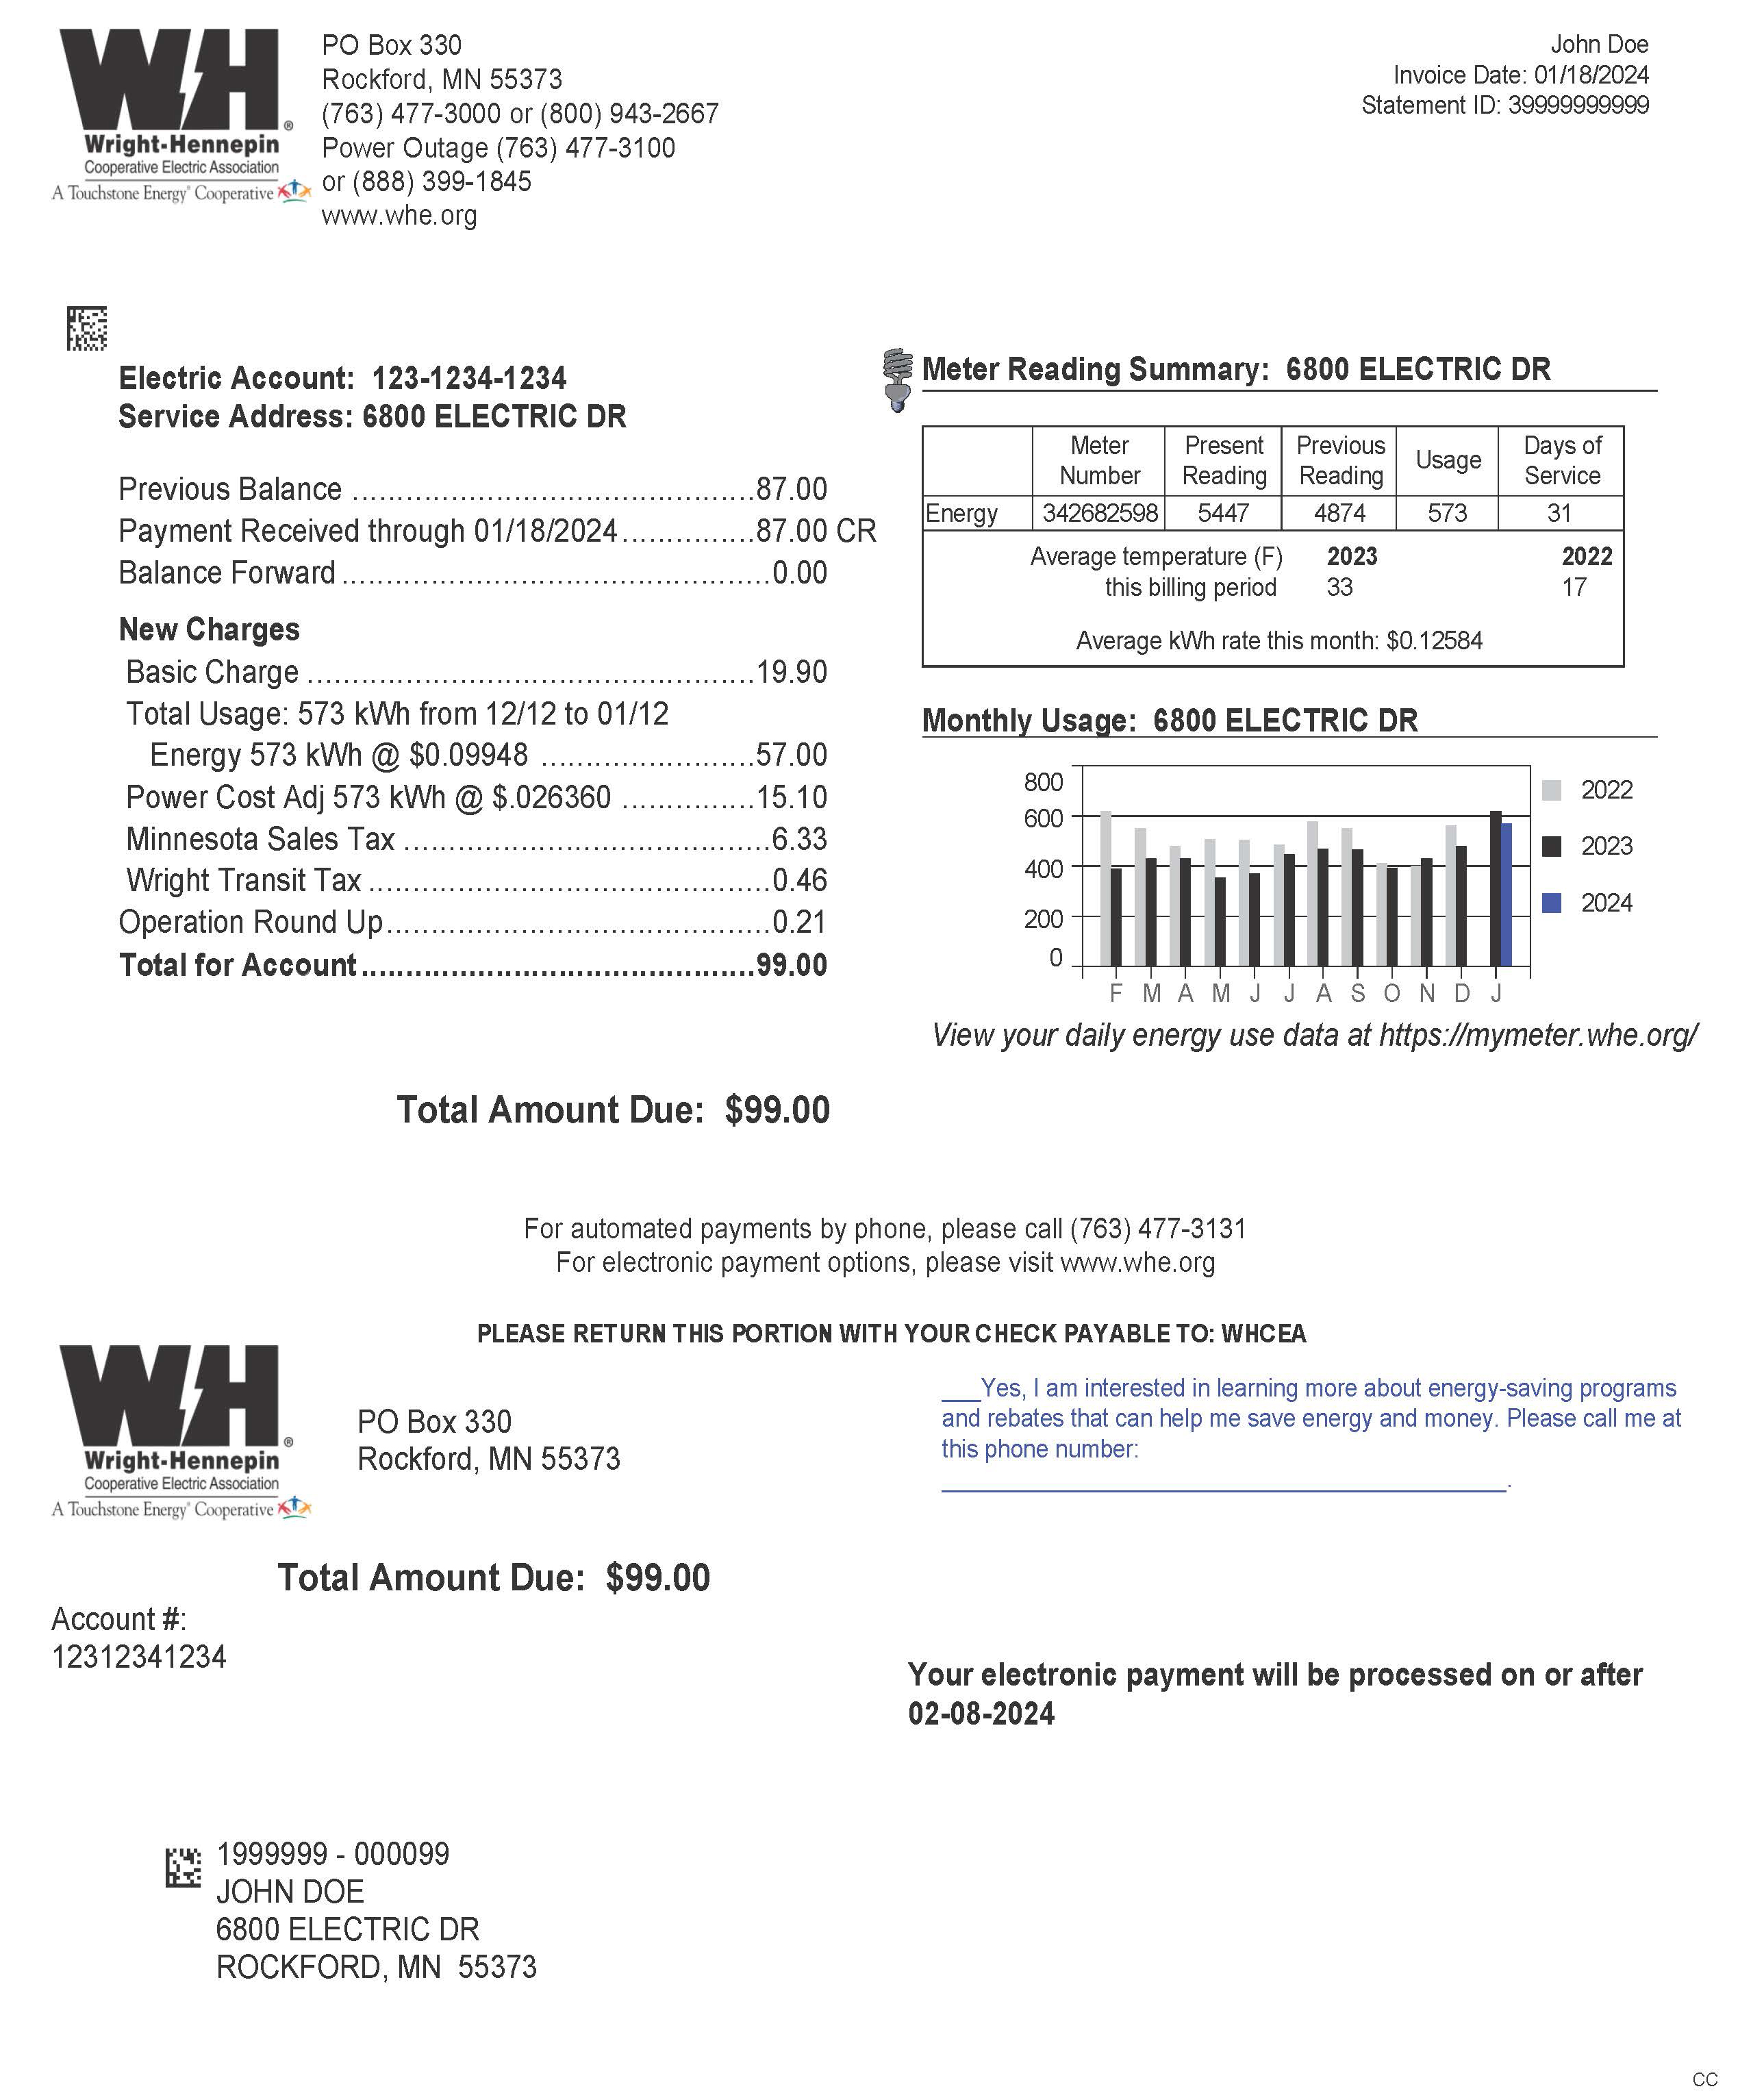 WH®
Wright-Hennepin
Cooperative Electric Association
A Touchstone Energy® Cooperative
PO Box 330
Rockford, MN 55373
(763) 477-3000 or (800) 943-2667
Power Outage (763) 477-3100
or (888) 399-1845
www.whe.org
John Doe
Invoice Date: 01/18/2024
Statement ID: 39999999999
Electric Account: 123-1234-1234
Service Address: 6800 ELECTRIC DR
Previous Balance .............................................87.00
Payment Received through 01/18/2024...............87.00 CR
Balance Forward................................................0.00
New Charges
Basic Charge ..................................................19.90
Total Usage: 573 kWh from 12/12 to 01/12
Energy 573 kWh @ $0.09948 ........................57.00
Power Cost Adj 573 kWh @ $.026360 ...............15.10
Minnesota Sales Tax .........................................6.33
Wright Transit Tax.............................................0.46
Operation Round Up...........................................0.21
Total for Account............................................99.00
Total Amount Due: $99.00
Meter Reading Summary: 6800 ELECTRIC DR
Meter Number Present Reading Previous Reading Usage Days of Service
Energy 342682598 5447 4874 573 31
Average temperature (F) 2023 2022
this billing period 33 17
Average kWh rate this month: $0.12584
Monthly Usage: 6800 ELECTRIC DR
800
600
400
200
0
F M A M J J A S O N D J
2022
2023
2024
View your daily energy use data at https://mymeter.whe.org/
For automated payments by phone, please call (763) 477-3131
For electronic payment options, please visit www.whe.org
PLEASE RETURN THIS PORTION WITH YOUR CHECK PAYABLE TO: WHCEA
WH®
Wright-Hennepin
Cooperative Electric Association
A Touchstone Energy® Cooperative
PO Box 330
Rockford, MN 55373
___Yes, I am interested in learning more about energy-saving programs
and rebates that can help me save energy and money. Please call me at
this phone number:
___________________________________________.
Total Amount Due: $99.00
Account #:
12312341234
Your electronic payment will be processed on or after
02-08-2024
1999999 - 000099
JOHN DOE
6800 ELECTRIC DR
ROCKFORD, MN 55373
CC